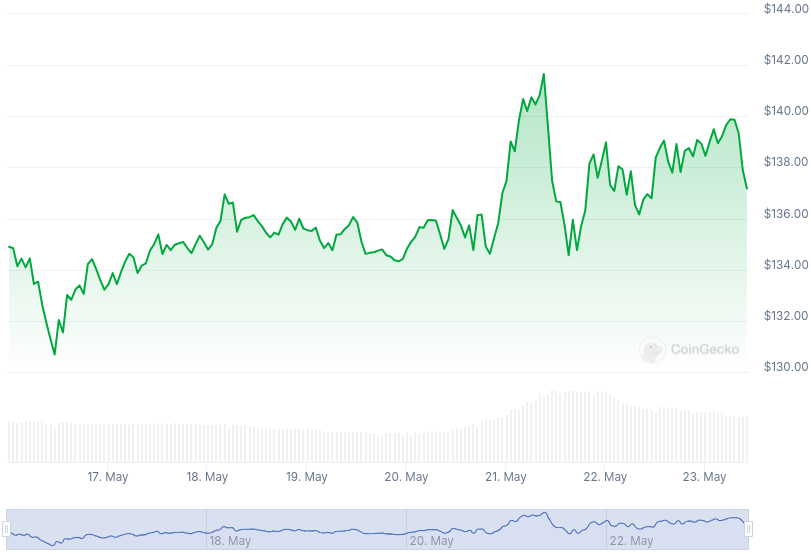 $144.00
$142.00
$140.00
$138.00
$136.00
$134.00
$132.00
CoinGecko
$130.00
17. May 18. May 19. May 20. May 21. May 22. May 23. May
18. May 20. May 22. May